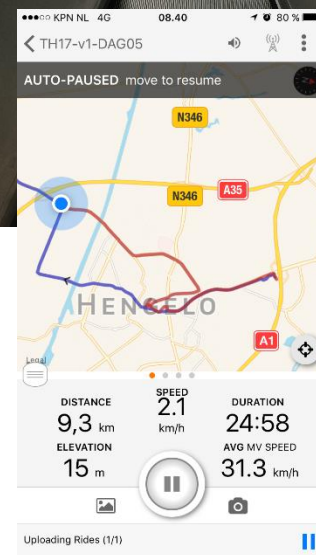 KPN NL 4G 08.40 80 %
TH17-v1-DAG05
AUTO-PAUSED move to resume
N346
A35
N346
HENGELO
A1
Legal
DISTANCE SPEED DURATION
9,3 km 2.1 km/h 24:58
ELEVATION AVG MV SPEED
15 m 31.3 km/h
Uploading Rides (1/1)